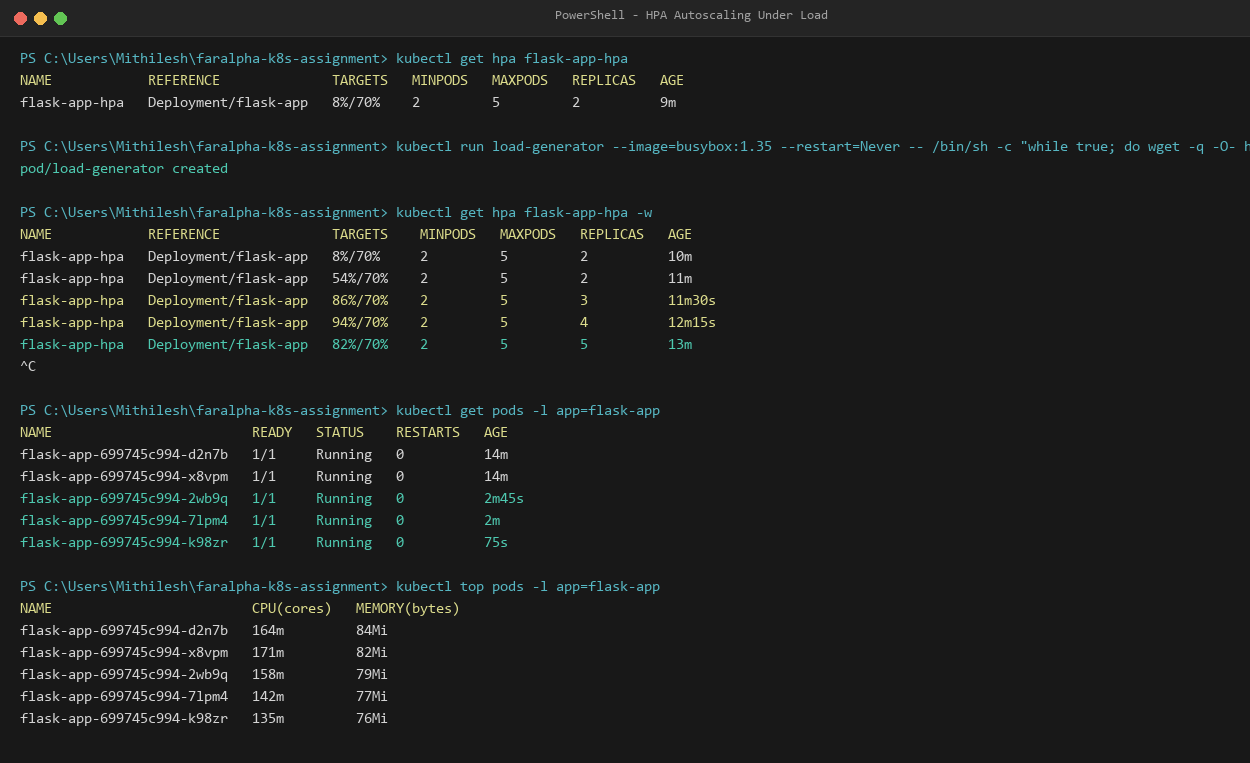 PowerShell - HPA Autoscaling Under Load
PS C:\Users\Mithilesh\faralpha-k8s-assignment> kubectl get hpa flask-app-hpa
NAME            REFERENCE              TARGETS   MINPODS   MAXPODS   REPLICAS   AGE
flask-app-hpa   Deployment/flask-app   8%/70%    2         5         2          9m
PS C:\Users\Mithilesh\faralpha-k8s-assignment> kubectl run load-generator --image=busybox:1.35 --restart=Never -- /bin/sh -c "while true; do wget -q -O- h
pod/load-generator created
PS C:\Users\Mithilesh\faralpha-k8s-assignment> kubectl get hpa flask-app-hpa -w
NAME            REFERENCE              TARGETS    MINPODS   MAXPODS   REPLICAS   AGE
flask-app-hpa   Deployment/flask-app   8%/70%     2         5         2          10m
flask-app-hpa   Deployment/flask-app   54%/70%    2         5         2          11m
flask-app-hpa   Deployment/flask-app   86%/70%    2         5         3          11m30s
flask-app-hpa   Deployment/flask-app   94%/70%    2         5         4          12m15s
flask-app-hpa   Deployment/flask-app   82%/70%    2         5         5          13m
^C
PS C:\Users\Mithilesh\faralpha-k8s-assignment> kubectl get pods -l app=flask-app
NAME                         READY   STATUS    RESTARTS   AGE
flask-app-699745c994-d2n7b   1/1     Running   0          14m
flask-app-699745c994-x8vpm   1/1     Running   0          14m
flask-app-699745c994-2wb9q   1/1     Running   0          2m45s
flask-app-699745c994-7lpm4   1/1     Running   0          2m
flask-app-699745c994-k98zr   1/1     Running   0          75s
PS C:\Users\Mithilesh\faralpha-k8s-assignment> kubectl top pods -l app=flask-app
NAME                         CPU(cores)   MEMORY(bytes)
flask-app-699745c994-d2n7b   164m         84Mi
flask-app-699745c994-x8vpm   171m         82Mi
flask-app-699745c994-2wb9q   158m         79Mi
flask-app-699745c994-7lpm4   142m         77Mi
flask-app-699745c994-k98zr   135m         76Mi